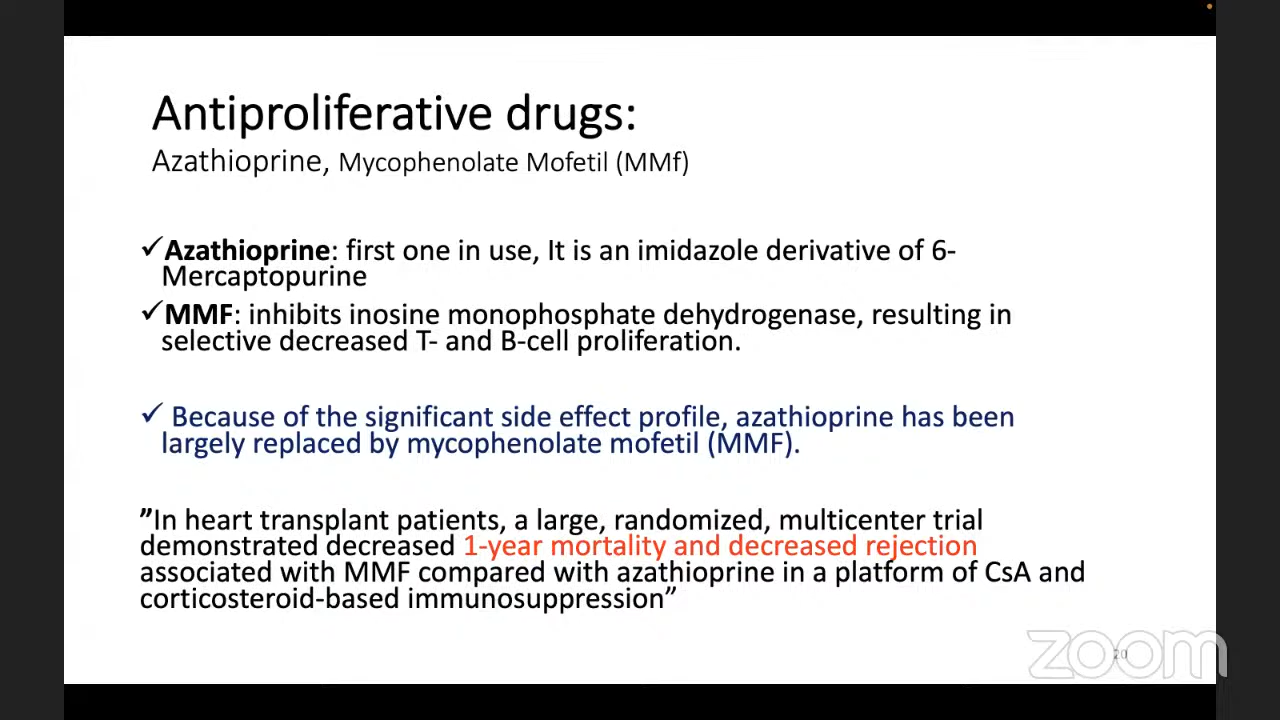 Antiproliferative drugs:
Azathioprine, Mycophenolate Mofetil (MMf)
✓Azathioprine: first one in use, It is an imidazole derivative of 6-
Mercaptopurine
✓MMF: inhibits inosine monophosphate dehydrogenase, resulting in
selective decreased T- and B-cell proliferation.
✓ Because of the significant side effect profile, azathioprine has been
largely replaced by mycophenolate mofetil (MMF).
”In heart transplant patients, a large, randomized, multicenter trial
demonstrated decreased 1-year mortality and decreased rejection
associated with MMF compared with azathioprine in a platform of CsA and
corticosteroid-based immunosuppression”
20
zoom